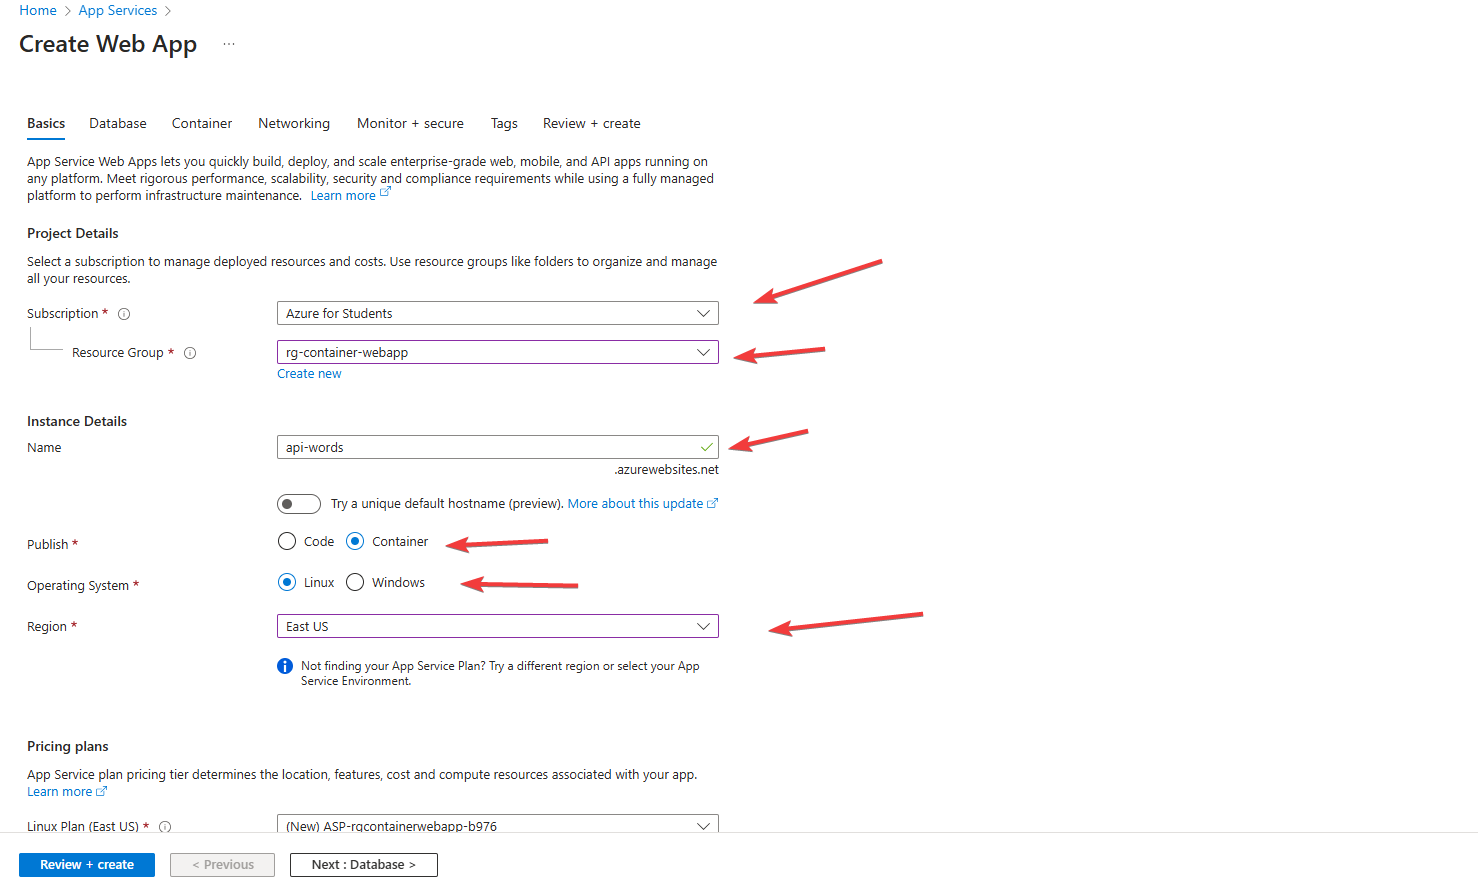 Home > App Services >
Create Web App ...
Basics Database Container Networking Monitor + secure Tags Review + create
App Service Web Apps lets you quickly build, deploy, and scale enterprise-grade web, mobile, and API apps running on
any platform. Meet rigorous performance, scalability, security and compliance requirements while using a fully managed
platform to perform infrastructure maintenance. Learn more
Project Details
Select a subscription to manage deployed resources and costs. Use resource groups like folders to organize and manage
all your resources.
Subscription * Azure for Students
Resource Group * rg-container-webapp
Create new
Instance Details
Name api-words
.azurewebsites.net
Try a unique default hostname (preview). More about this update
Publish * Code Container
Operating System * Linux Windows
Region * East US
Not finding your App Service Plan? Try a different region or select your App
Service Environment.
Pricing plans
App Service plan pricing tier determines the location, features, cost and compute resources associated with your app.
Learn more
Linux Plan (East US) * (New) ASP-rgcontainerwebapp-b976
Review + create < Previous Next : Database >